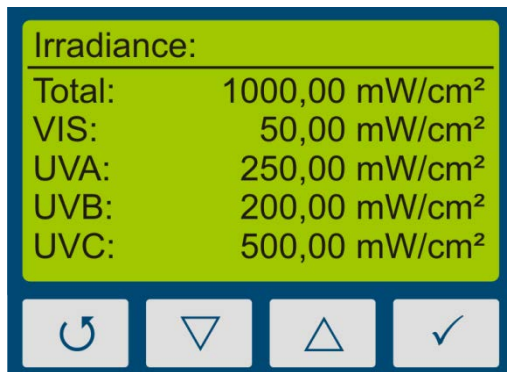 Irradiance:
Total: 1000,00 mW/cm²
VIS: 50,00 mW/cm²
UVA: 250,00 mW/cm²
UVB: 200,00 mW/cm²
UVC: 500,00 mW/cm²